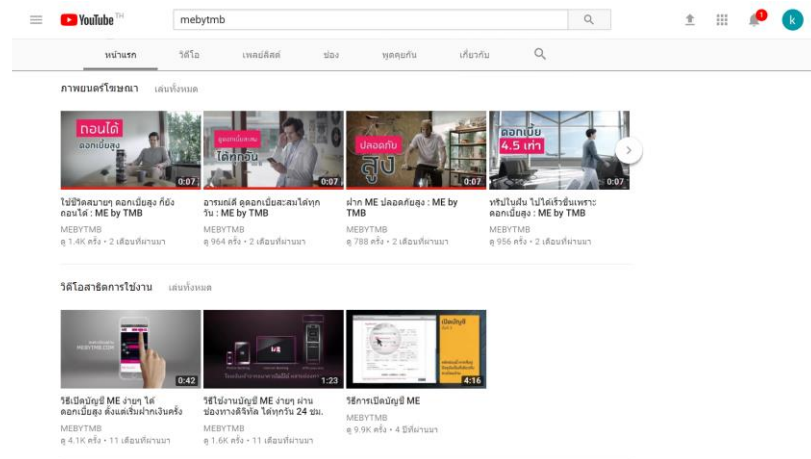 YouTube TH
mebytmb
1
k
หน้าแรก
วิดีโอ
เพลย์ลิสต์
ช่อง
พูดคุยกัน
เกี่ยวกับ
ภาพยนตร์โฆษณา เล่นทั้งหมด
ถอนได้
ดอกเบี้ยสูง
0:07
ดูดอกเบี้ยสะสม
ได้ทุกวัน
0:07
ปลอดภัย
สูง
0:07
ดอกเบี้ย
4.5 เท่า
0:07
ใช้ชีวิตสบายๆ ดอกเบี้ยสูง ก็ยัง
ถอนได้ : ME by TMB
MEBYTMB
ดู 1.4K ครั้ง • 2 เดือนที่ผ่านมา
อารมณ์ดี ดูดอกเบี้ยสะสมได้ทุก
วัน : ME by TMB
MEBYTMB
ดู 964 ครั้ง • 2 เดือนที่ผ่านมา
ฝาก ME ปลอดภัยสูง : ME by
TMB
MEBYTMB
ดู 788 ครั้ง • 2 เดือนที่ผ่านมา
ทริปในฝัน ไปได้เร็วขึ้นเพราะ
ดอกเบี้ยสูง : ME by TMB
MEBYTMB
ดู 956 ครั้ง • 2 เดือนที่ผ่านมา
วิดีโอสาธิตการใช้งาน เล่นทั้งหมด
MEBYTMB.COM
0:42
ME
1:23
เปิดบัญชี
4:16
วิธีเปิดบัญชี ME ง่ายๆ ได้
ดอกเบี้ยสูง ตั้งแต่เริ่มฝากเงินครั้ง
MEBYTMB
ดู 4.1K ครั้ง • 11 เดือนที่ผ่านมา
วิธีใช้งานบัญชี ME ง่ายๆ ผ่าน
ช่องทางดิจิทัล ได้ทุกวัน 24 ชม.
MEBYTMB
ดู 1.6K ครั้ง • 11 เดือนที่ผ่านมา
วิธีการเปิดบัญชี ME
MEBYTMB
ดู 9.9K ครั้ง • 4 ปีที่ผ่านมา